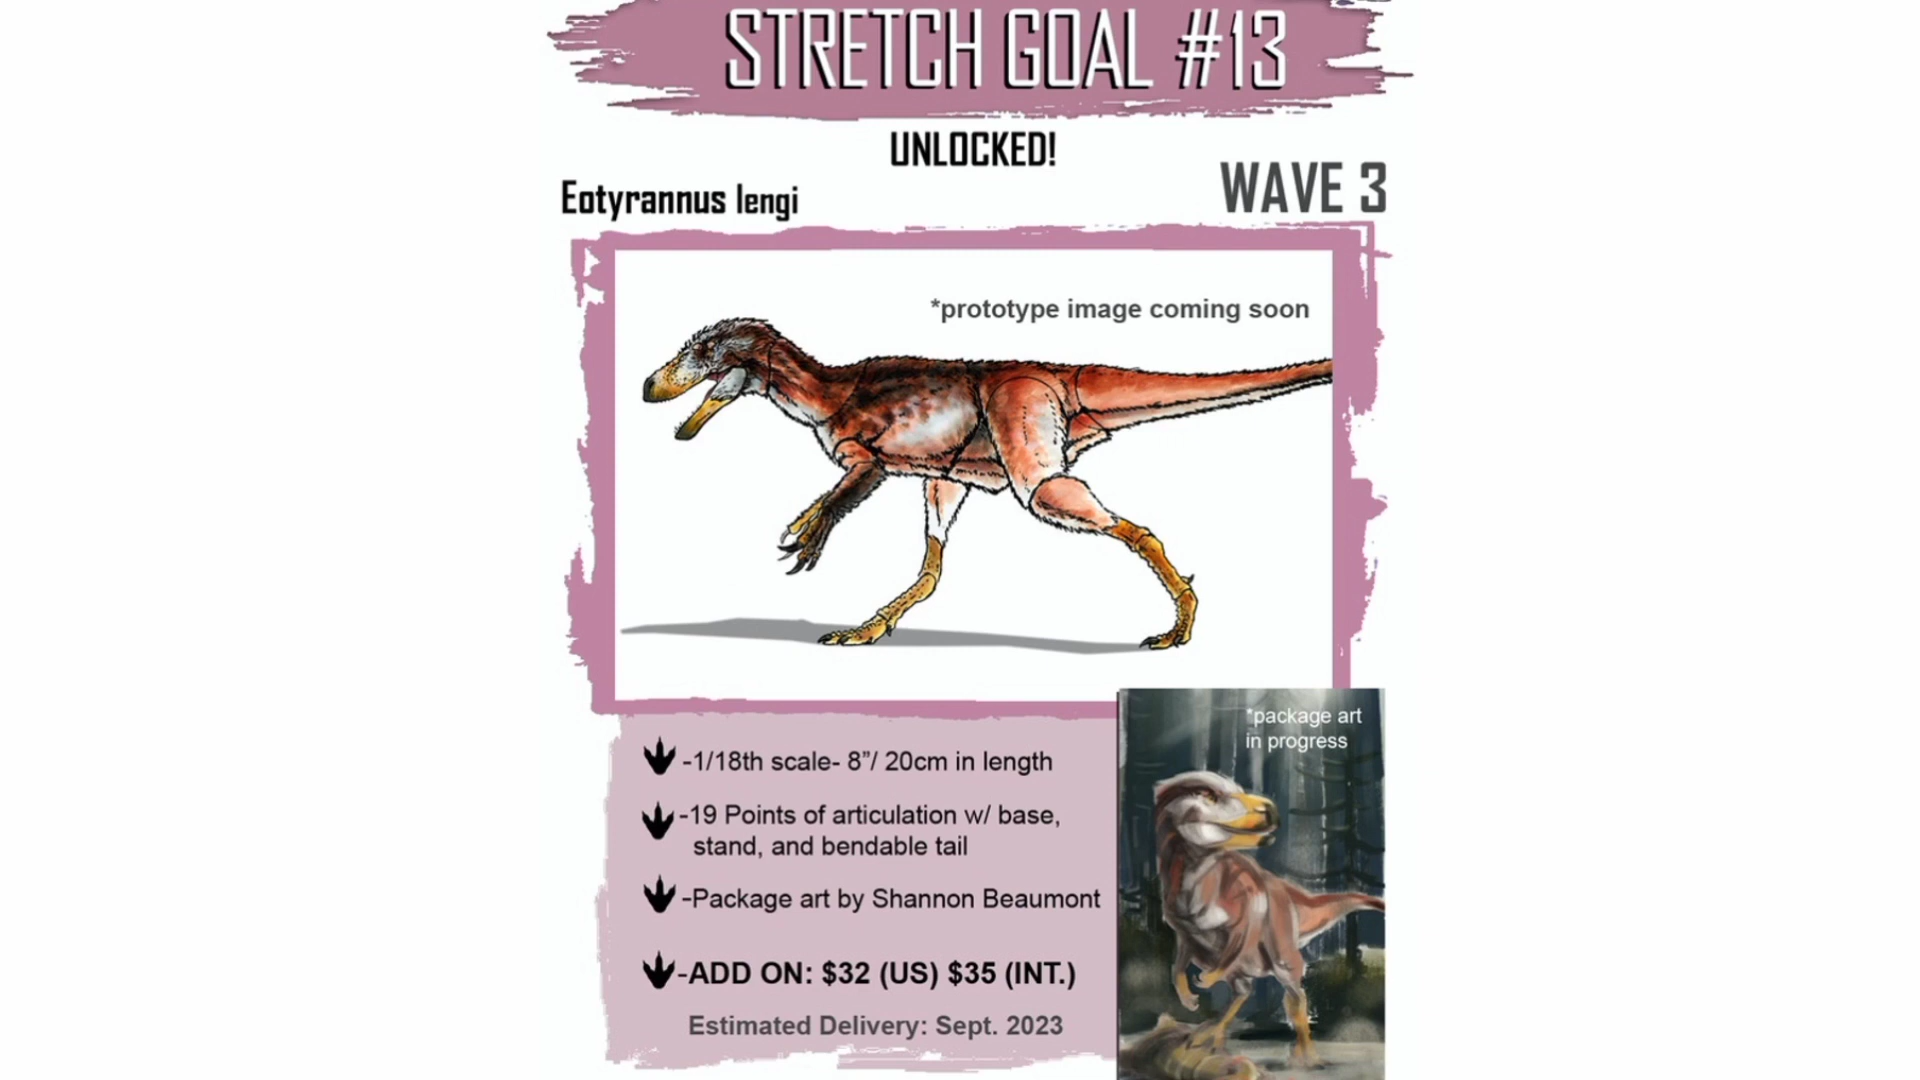 STRETCH GOAL #13
UNLOCKED!
WAVE 3
Eotyrannus lengi
*prototype image coming soon
*package art
in progress
-1/18th scale- 8”/ 20cm in length
-19 Points of articulation w/ base,
stand, and bendable tail
-Package art by Shannon Beaumont
-ADD ON: $32 (US) $35 (INT.)
Estimated Delivery: Sept. 2023